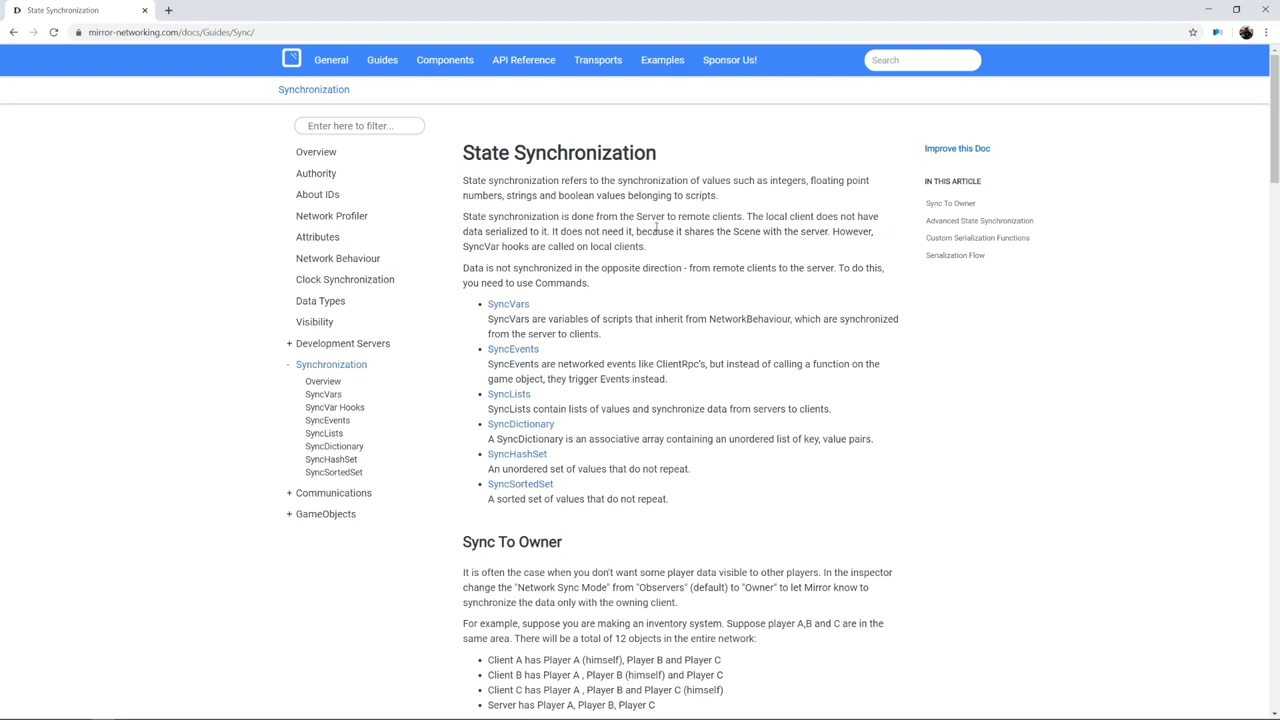 State Synchronization
mirror-networking.com/docs/Guides/Sync/
General Guides Components API Reference Transports Examples Sponsor Us! Search
Synchronization
Enter here to filter...
Overview
Authority
About IDs
Network Profiler
Attributes
Network Behaviour
Clock Synchronization
Data Types
Visibility
+ Development Servers
- Synchronization
Overview
SyncVars
SyncVar Hooks
SyncEvents
SyncLists
SyncDictionary
SyncHashSet
SyncSortedSet
+ Communications
+ GameObjects
State Synchronization
State synchronization refers to the synchronization of values such as integers, floating point
numbers, strings and boolean values belonging to scripts.
State synchronization is done from the Server to remote clients. The local client does not have
data serialized to it. It does not need it, because it shares the Scene with the server. However,
SyncVar hooks are called on local clients.
Data is not synchronized in the opposite direction - from remote clients to the server. To do this,
you need to use Commands.
• SyncVars
SyncVars are variables of scripts that inherit from NetworkBehaviour, which are synchronized
from the server to clients.
• SyncEvents
SyncEvents are networked events like ClientRpc's, but instead of calling a function on the
game object, they trigger Events instead.
• SyncLists
SyncLists contain lists of values and synchronize data from servers to clients.
• SyncDictionary
A SyncDictionary is an associative array containing an unordered list of key, value pairs.
• SyncHashSet
An unordered set of values that do not repeat.
• SyncSortedSet
A sorted set of values that do not repeat.
Sync To Owner
It is often the case when you don't want some player data visible to other players. In the inspector
change the "Network Sync Mode" from "Observers" (default) to "Owner" to let Mirror know to
synchronize the data only with the owning client.
For example, suppose you are making an inventory system. Suppose player A,B and C are in the
same area. There will be a total of 12 objects in the entire network:
• Client A has Player A (himself), Player B and Player C
• Client B has Player A , Player B (himself) and Player C
• Client C has Player A , Player B and Player C (himself)
• Server has Player A, Player B, Player C
Improve this Doc
IN THIS ARTICLE
Sync To Owner
Advanced State Synchronization
Custom Serialization Functions
Serialization Flow